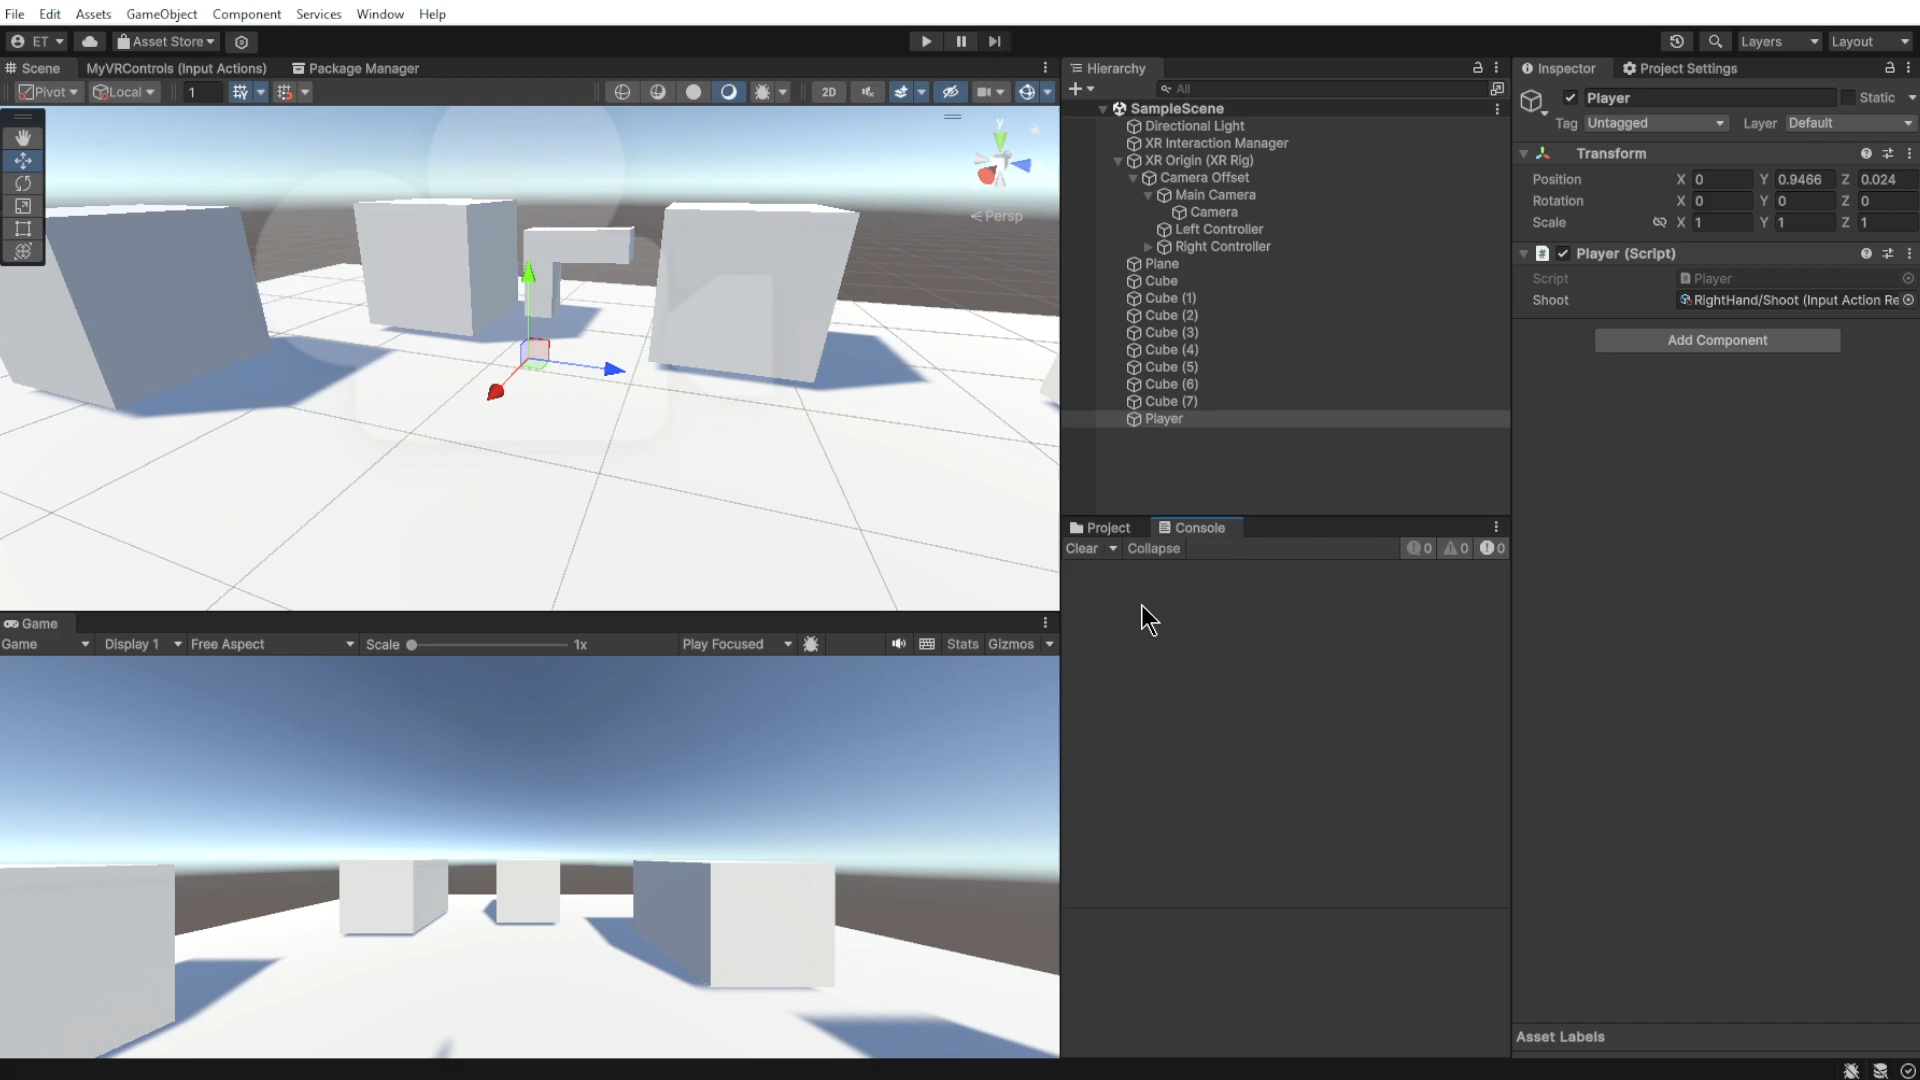 File Edit Assets GameObject Component Services Window Help
ET Asset Store Layers Layout
Scene MyVRControls (Input Actions) Package Manager
Pivot Local 1 2D
y
Persp
Hierarchy
All
SampleScene
Directional Light
XR Interaction Manager
XR Origin (XR Rig)
Camera Offset
Main Camera
Camera
Left Controller
Right Controller
Plane
Cube
Cube (1)
Cube (2)
Cube (3)
Cube (4)
Cube (5)
Cube (6)
Cube (7)
Player
Project Console
Clear Collapse 0 0 0
Inspector Project Settings
Player Static
Tag Untagged Layer Default
Transform
Position X 0 Y 0.9466 Z 0.024
Rotation X 0 Y 0 Z 0
Scale X 1 Y 1 Z 1
Player (Script)
Script Player
Shoot RightHand/Shoot (Input Action Re
Add Component
Asset Labels
Game
Game Display 1 Free Aspect Scale 1x Play Focused Stats Gizmos